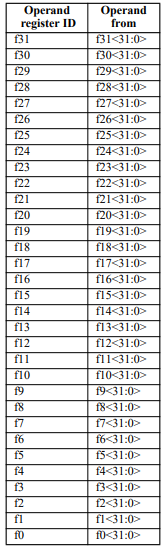 Operand register ID Operand from
f31 f31<31:0>
f30 f30<31:0>
f29 f29<31:0>
f28 f28<31:0>
f27 f27<31:0>
f26 f26<31:0>
f25 f25<31:0>
f24 f24<31:0>
f23 f23<31:0>
f22 f22<31:0>
f21 f21<31:0>
f20 f20<31:0>
f19 f19<31:0>
f18 f18<31:0>
f17 f17<31:0>
f16 f16<31:0>
f15 f15<31:0>
f14 f14<31:0>
f13 f13<31:0>
f12 f12<31:0>
f11 f11<31:0>
f10 f10<31:0>
f9 f9<31:0>
f8 f8<31:0>
f7 f7<31:0>
f6 f6<31:0>
f5 f5<31:0>
f4 f4<31:0>
f3 f3<31:0>
f2 f2<31:0>
f1 f1<31:0>
f0 f0<31:0>